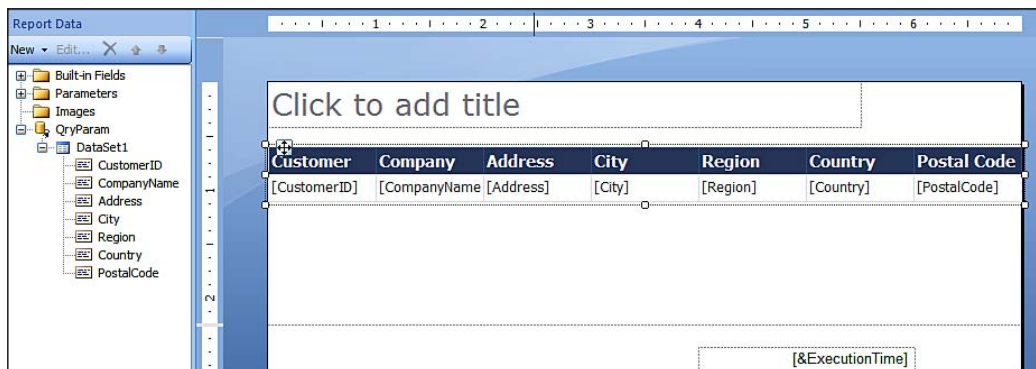 Report Data
New Edit...
Built-in Fields
Parameters
Images
QryParam
DataSet1
CustomerID
CompanyName
Address
City
Region
Country
PostalCode
1 2 3 4 5 6
1
2
Click to add title
Customer Company Address City Region Country Postal Code
[CustomerID] [CompanyName [Address] [City] [Region] [Country] [PostalCode]
[&ExecutionTime]